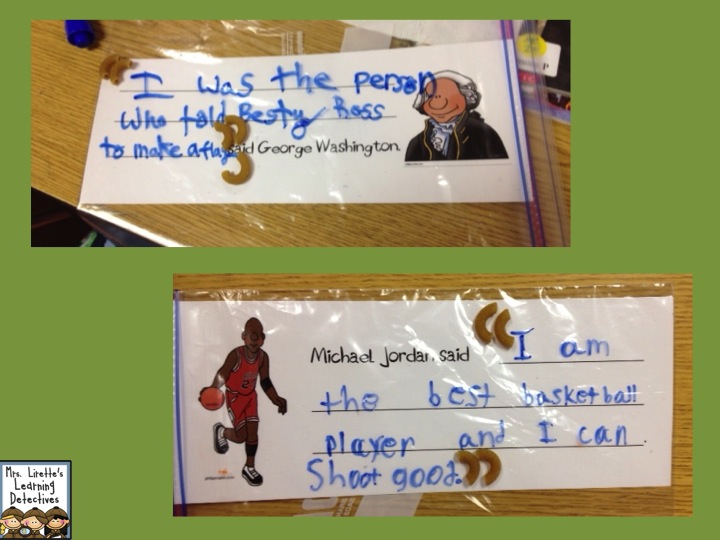 I was the person
who told Besty Ross
to make a flag said George Washington.
P
Michael Jordan said “I am
the best basketball
player and I can .
Shoot good.”
Mrs. Lirette's
Learning
Detectives